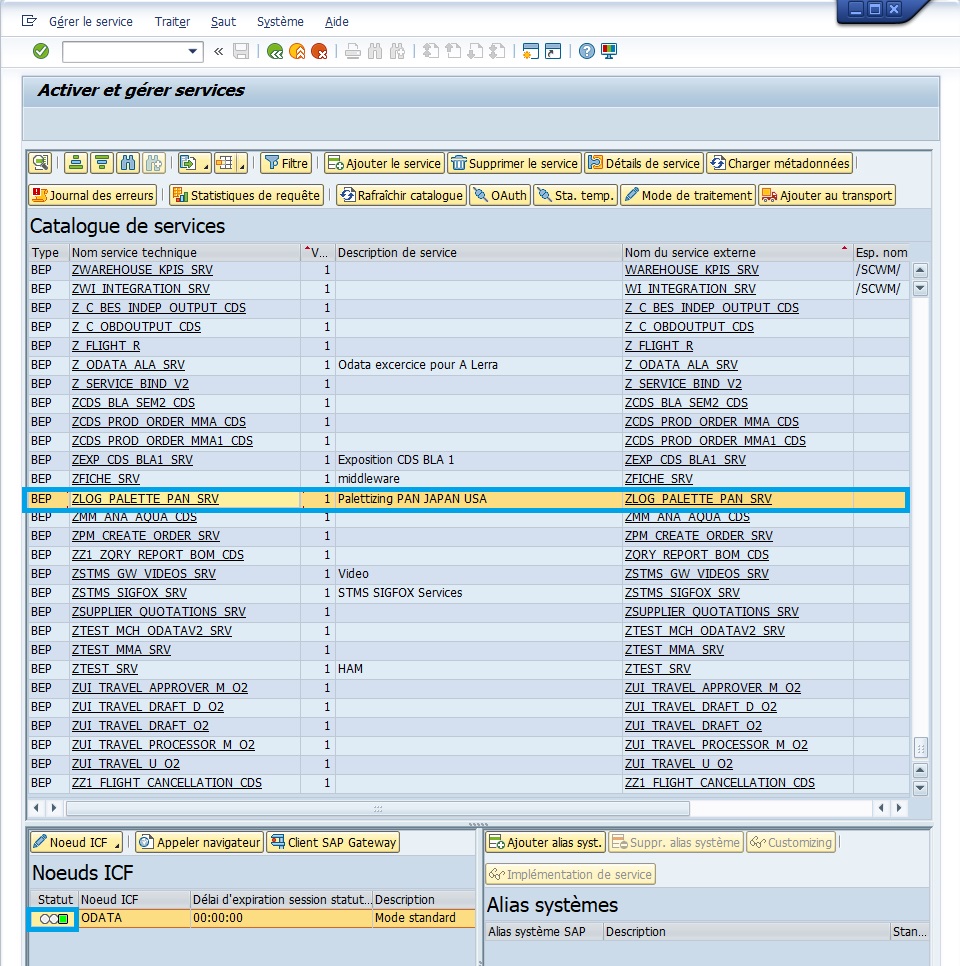 Gérer le service Traiter Saut Système Aide
Activer et gérer services
Filtre Ajouter le service Supprimer le service Détails de service Charger métadonnées
Journal des erreurs Statistiques de requête Rafraîchir catalogue OAuth Sta. temp. Mode de traitement Ajouter au transport
Catalogue de services
Type Nom service technique V... Description de service Nom du service externe Esp. nom
BEP ZWAREHOUSE_KPIS_SRV 1 WAREHOUSE_KPIS_SRV /SCWM/
BEP ZWI_INTEGRATION_SRV 1 WI_INTEGRATION_SRV /SCWM/
BEP Z_C_BES_INDEP_OUTPUT_CDS 1 Z_C_BES_INDEP_OUTPUT_CDS
BEP Z_C_OBDOUTPUT_CDS 1 Z_C_OBDOUTPUT_CDS
BEP Z_FLIGHT_R 1 Z_FLIGHT_R
BEP Z_ODATA_ALA_SRV 1 Odata excercice pour A Lerra Z_ODATA_ALA_SRV
BEP Z_SERVICE_BIND_V2 1 Z_SERVICE_BIND_V2
BEP ZCDS_BLA_SEM2_CDS 1 ZCDS_BLA_SEM2_CDS
BEP ZCDS_PROD_ORDER_MMA_CDS 1 ZCDS_PROD_ORDER_MMA_CDS
BEP ZCDS_PROD_ORDER_MMA1_CDS 1 ZCDS_PROD_ORDER_MMA1_CDS
BEP ZEXP_CDS_BLA1_SRV 1 Exposition CDS BLA 1 ZEXP_CDS_BLA1_SRV
BEP ZFICHE_SRV 1 middleware ZFICHE_SRV
BEP ZLOG_PALETTE_PAN_SRV 1 Palettizing PAN JAPAN USA ZLOG_PALETTE_PAN_SRV
BEP ZMM_ANA_AQUA_CDS 1 ZMM_ANA_AQUA_CDS
BEP ZPM_CREATE_ORDER_SRV 1 ZPM_CREATE_ORDER_SRV
BEP ZZ1_ZQRY_REPORT_BOM_CDS 1 ZQRY_REPORT_BOM_CDS
BEP ZSTMS_GW_VIDEOS_SRV 1 Video ZSTMS_GW_VIDEOS_SRV
BEP ZSTMS_SIGFOX_SRV 1 STMS SIGFOX Services ZSTMS_SIGFOX_SRV
BEP ZSUPPLIER_QUOTATIONS_SRV 1 ZSUPPLIER_QUOTATIONS_SRV
BEP ZTEST_MCH_ODATAV2_SRV 1 ZTEST_MCH_ODATAV2_SRV
BEP ZTEST_MMA_SRV 1 ZTEST_MMA_SRV
BEP ZTEST_SRV 1 HAM ZTEST_SRV
BEP ZUI_TRAVEL_APPROVER_M_O2 1 ZUI_TRAVEL_APPROVER_M_O2
BEP ZUI_TRAVEL_DRAFT_D_O2 1 ZUI_TRAVEL_DRAFT_D_O2
BEP ZUI_TRAVEL_DRAFT_O2 1 ZUI_TRAVEL_DRAFT_O2
BEP ZUI_TRAVEL_PROCESSOR_M_O2 1 ZUI_TRAVEL_PROCESSOR_M_O2
BEP ZUI_TRAVEL_U_O2 1 ZUI_TRAVEL_U_O2
BEP ZZ1_FLIGHT_CANCELLATION_CDS 1 ZZ1_FLIGHT_CANCELLATION_CDS
Noeud ICF Appeler navigateur Client SAP Gateway
Noeuds ICF
Statut Noeud ICF Délai d'expiration session statut... Description
ODATA 00:00:00 Mode standard
Ajouter alias syst. Suppr. alias système Customizing
Implémentation de service
Alias systèmes
Alias système SAP Description Stan...